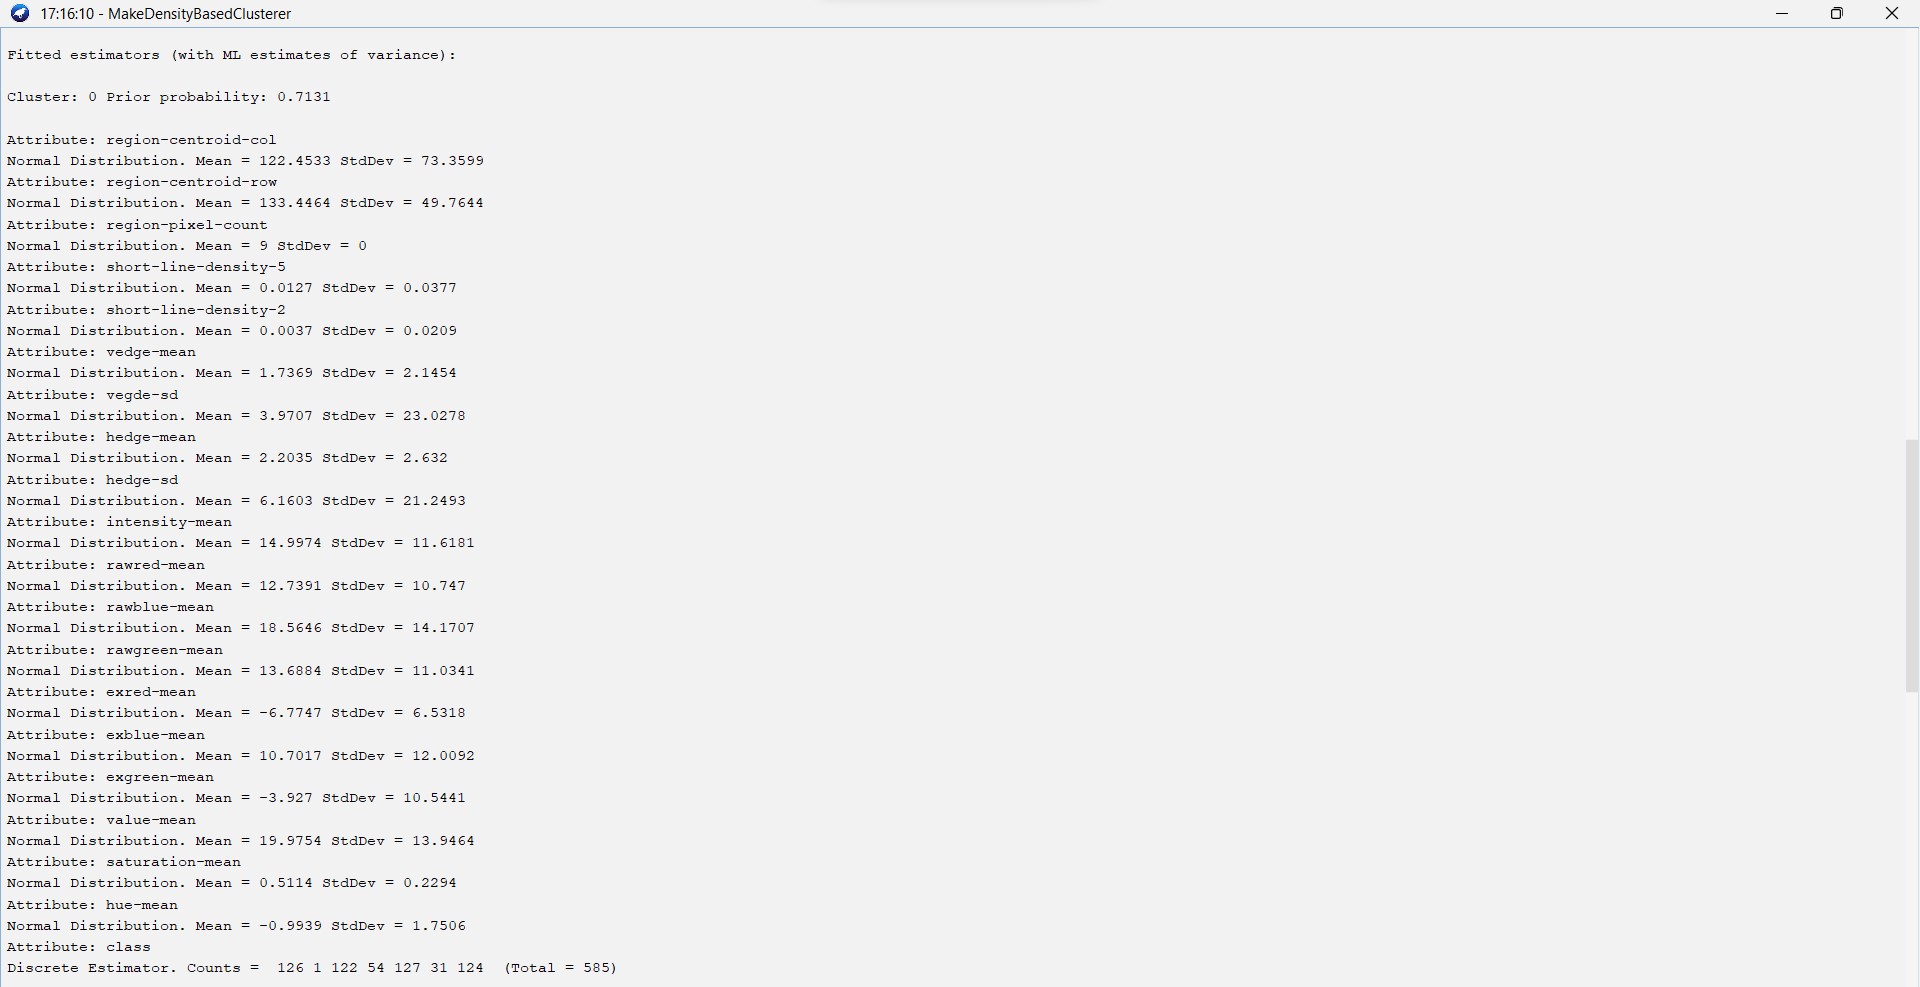 17:16:10 - MakeDensityBasedClusterer
Fitted estimators (with ML estimates of variance):
Cluster: 0 Prior probability: 0.7131
Attribute: region-centroid-col
Normal Distribution. Mean = 122.4533 StdDev = 73.3599
Attribute: region-centroid-row
Normal Distribution. Mean = 133.4464 StdDev = 49.7644
Attribute: region-pixel-count
Normal Distribution. Mean = 9 StdDev = 0
Attribute: short-line-density-5
Normal Distribution. Mean = 0.0127 StdDev = 0.0377
Attribute: short-line-density-2
Normal Distribution. Mean = 0.0037 StdDev = 0.0209
Attribute: vedge-mean
Normal Distribution. Mean = 1.7369 StdDev = 2.1454
Attribute: vegde-sd
Normal Distribution. Mean = 3.9707 StdDev = 23.0278
Attribute: hedge-mean
Normal Distribution. Mean = 2.2035 StdDev = 2.632
Attribute: hedge-sd
Normal Distribution. Mean = 6.1603 StdDev = 21.2493
Attribute: intensity-mean
Normal Distribution. Mean = 14.9974 StdDev = 11.6181
Attribute: rawred-mean
Normal Distribution. Mean = 12.7391 StdDev = 10.747
Attribute: rawblue-mean
Normal Distribution. Mean = 18.5646 StdDev = 14.1707
Attribute: rawgreen-mean
Normal Distribution. Mean = 13.6884 StdDev = 11.0341
Attribute: exred-mean
Normal Distribution. Mean = -6.7747 StdDev = 6.5318
Attribute: exblue-mean
Normal Distribution. Mean = 10.7017 StdDev = 12.0092
Attribute: exgreen-mean
Normal Distribution. Mean = -3.927 StdDev = 10.5441
Attribute: value-mean
Normal Distribution. Mean = 19.9754 StdDev = 13.9464
Attribute: saturation-mean
Normal Distribution. Mean = 0.5114 StdDev = 0.2294
Attribute: hue-mean
Normal Distribution. Mean = -0.9939 StdDev = 1.7506
Attribute: class
Discrete Estimator. Counts =  126 1 122 54 127 31 124  (Total = 585)